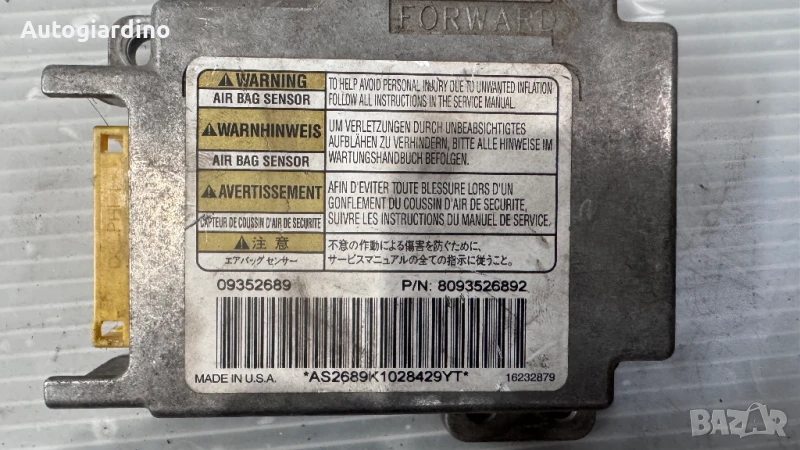 Autogiardino
FORWARD
WARNING
AIR BAG SENSOR
TO HELP AVOID PERSONAL INJURY DUE TO UNWANTED INFLATION
FOLLOW ALL INSTRUCTIONS IN THE SERVICE MANUAL.
WARNHINWEIS
AIR BAG SENSOR
UM VERLETZUNGEN DURCH UNBEABSICHTIGTES
AUFBLÄHEN ZU VERHINDERN, BITTE ALLE HINWEISE IM
WARTUNGSHANDBUCH BEFOLGEN.
AVERTISSEMENT
CAPTEUR DE COUSSIN D'AIR DE SECURITE
AFIN D'EVITER TOUTE BLESSURE LORS D'UN
GONFLEMENT DU COUSSIN D'AIR DE SECURITE,
SUIVRE LES INSTRUCTIONS DU MANUEL DE SERVICE.
注意
エアバッグ センサー
不意の作動による傷害を防ぐために、
サービスマニュアルの全ての指示に従うこと。
09352689 P/N: 8093526892
MADE IN U.S.A. *AS2689K1028429YT* 16232879
BAZAR